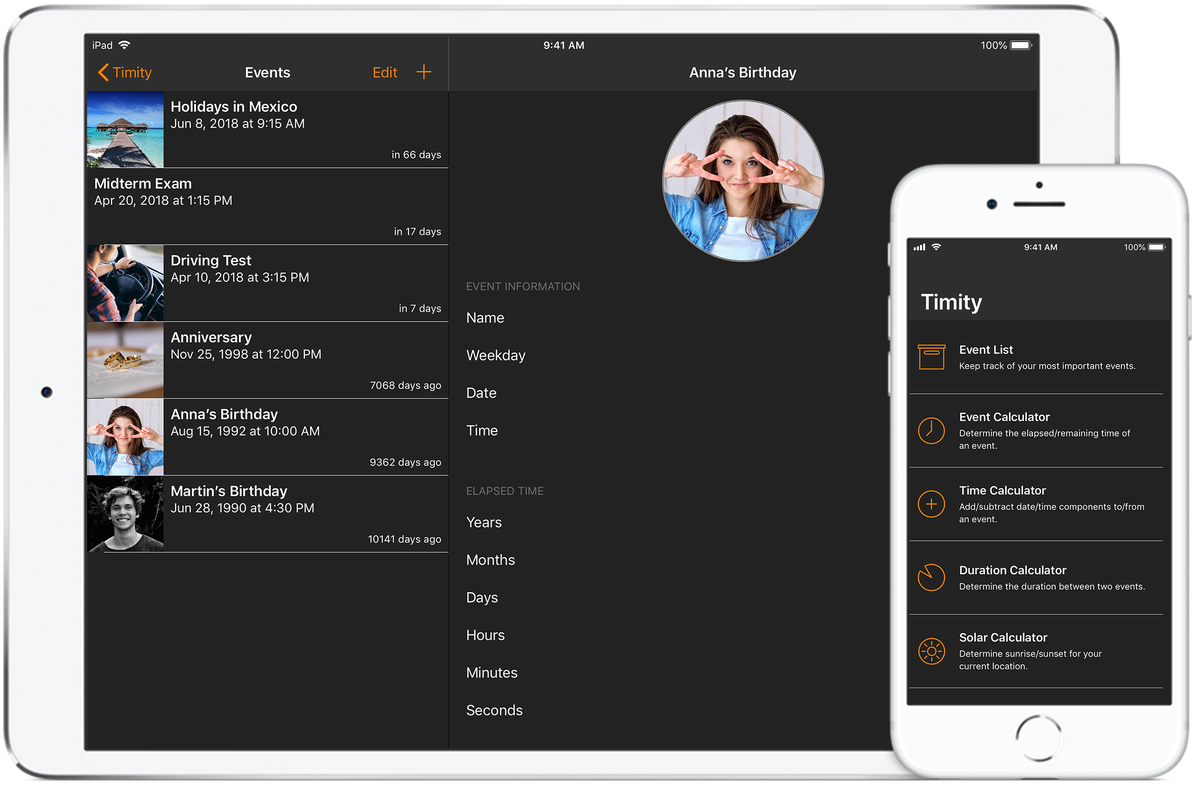 iPad
9:41 AM
100%
Timity
Events
Edit
Anna’s Birthday
Holidays in Mexico
Jun 8, 2018 at 9:15 AM
in 66 days
Midterm Exam
Apr 20, 2018 at 1:15 PM
in 17 days
Driving Test
Apr 10, 2018 at 3:15 PM
in 7 days
Anniversary
Nov 25, 1998 at 12:00 PM
7068 days ago
Anna’s Birthday
Aug 15, 1992 at 10:00 AM
9362 days ago
Martin’s Birthday
Jun 28, 1990 at 4:30 PM
10141 days ago
EVENT INFORMATION
Name
Weekday
Date
Time
ELAPSED TIME
Years
Months
Days
Hours
Minutes
Seconds
9:41 AM
100%
Timity
Event List
Keep track of your most important events.
Event Calculator
Determine the elapsed/remaining time of
an event.
Time Calculator
Add/subtract date/time components to/from
an event.
Duration Calculator
Determine the duration between two events.
Solar Calculator
Determine sunrise/sunset for your
current location.